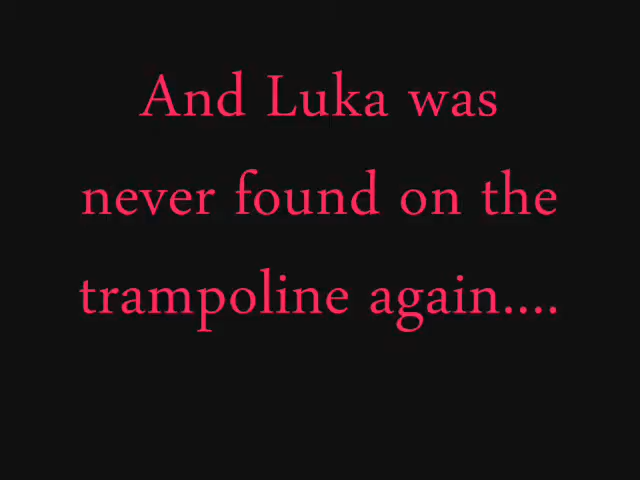 And Luka was
never found on the
trampoline again....